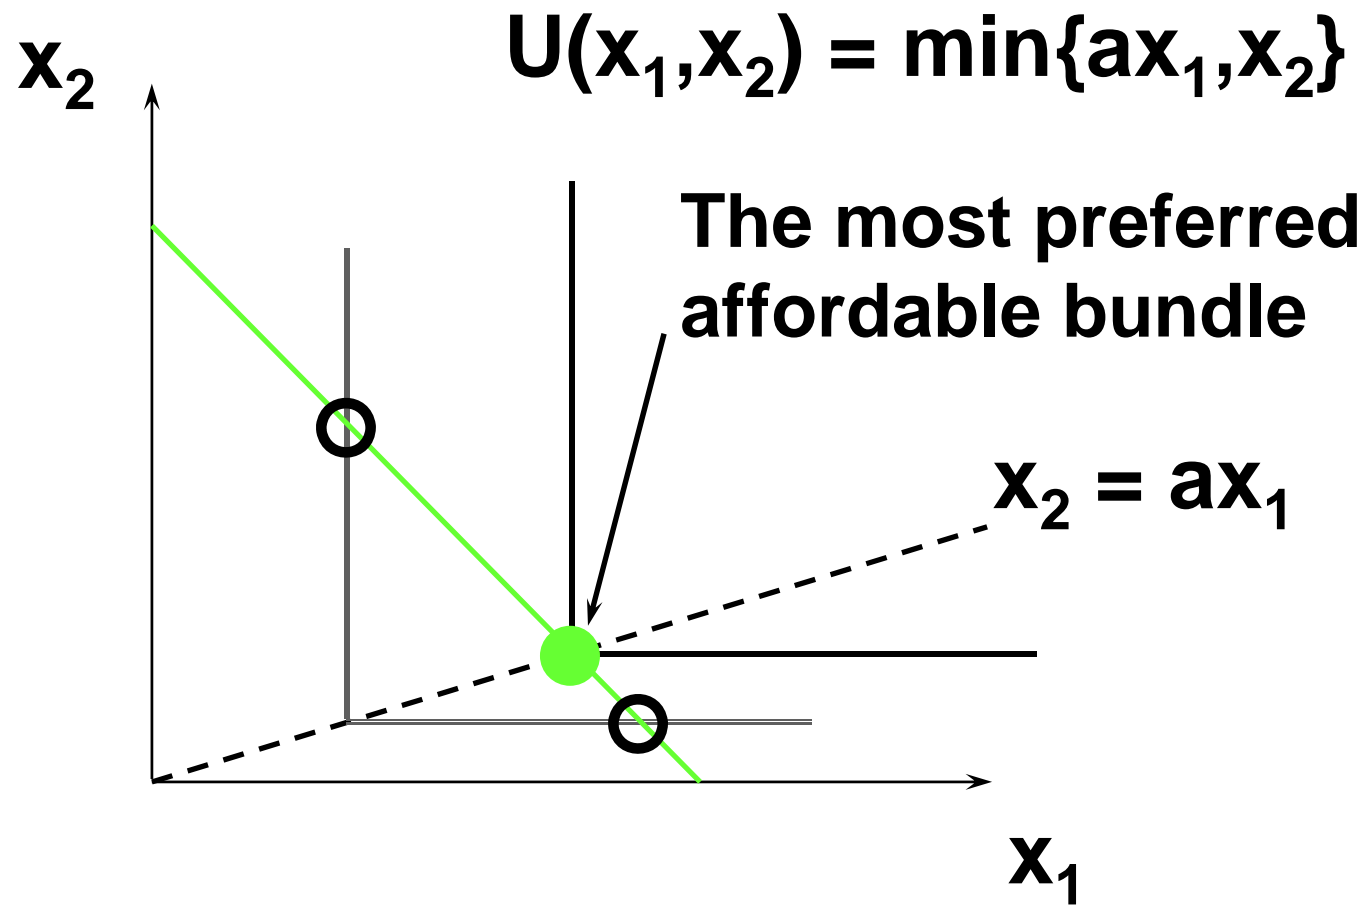 x₂
U(x₁,x₂) = min{ax₁,x₂}
The most preferred
affordable bundle
x₂ = ax₁
x₁